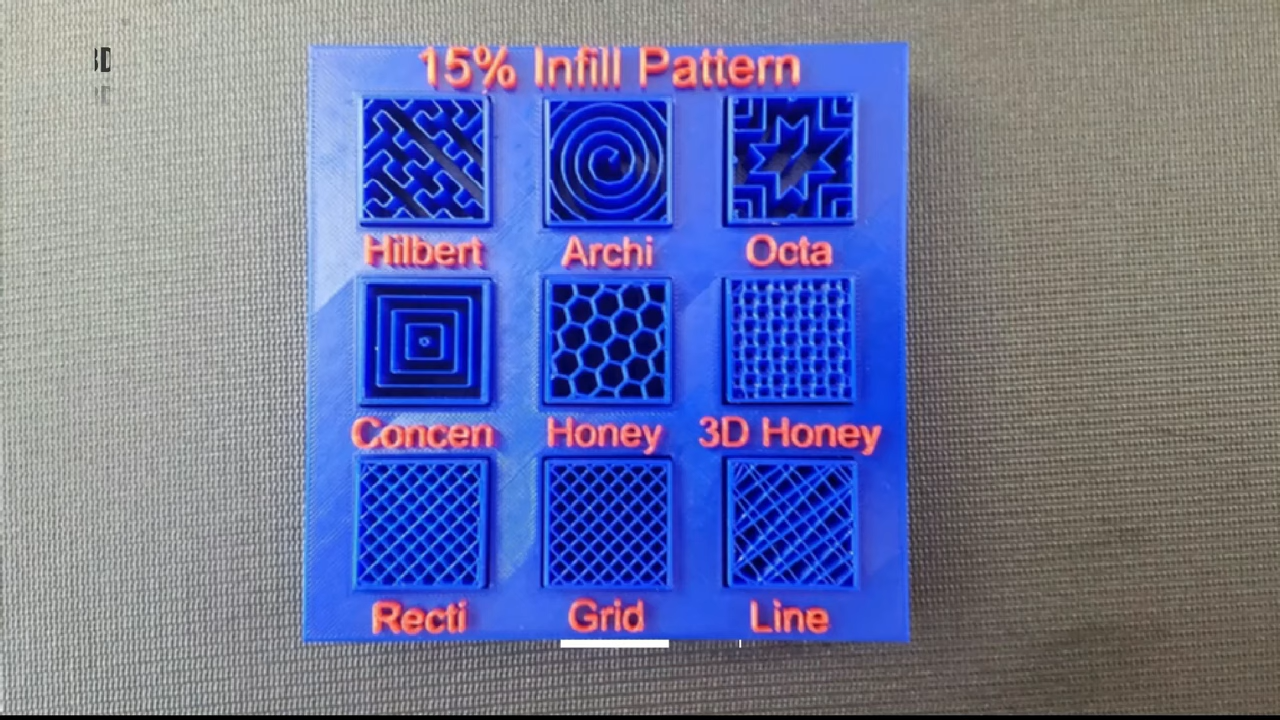 15% Infill Pattern
Hilbert Archi Octa
Concen Honey 3D Honey
Recti Grid Line